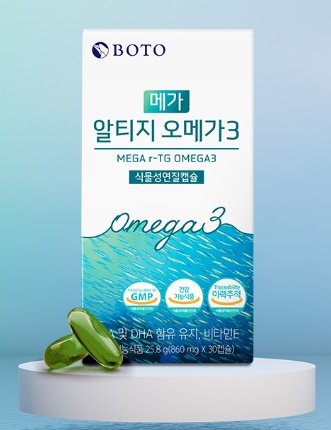 BOTO
메가
알티지 오메가3
MEGA r-TG OMEGA3
식물성연질캡슐
Omega3
GMP
건강
기능식품
Traceability
이력추적
및 DHA 함유 유지, 비타민E
25.8 g(860 mg X 30캡슐)